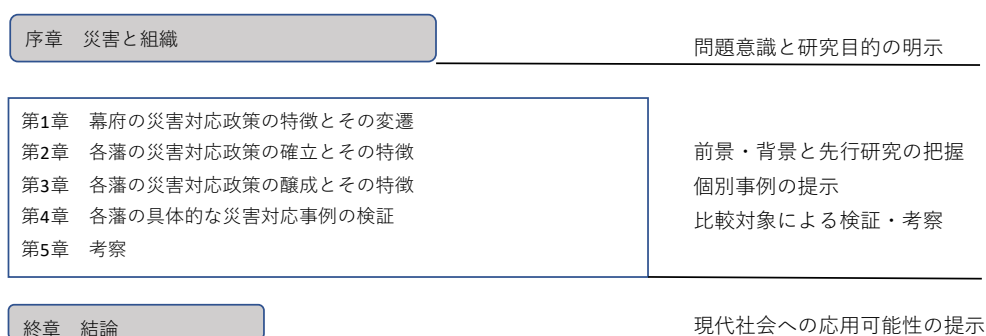 序章　災害と組織
問題意識と研究目的の明示
第1章　幕府の災害対応政策の特徴とその変遷
第2章　各藩の災害対応政策の確立とその特徴
第3章　各藩の災害対応政策の醸成とその特徴
第4章　各藩の具体的な災害対応事例の検証
第5章　考察
前景・背景と先行研究の把握
個別事例の提示
比較対象による検証・考察
終章　結論
現代社会への応用可能性の提示